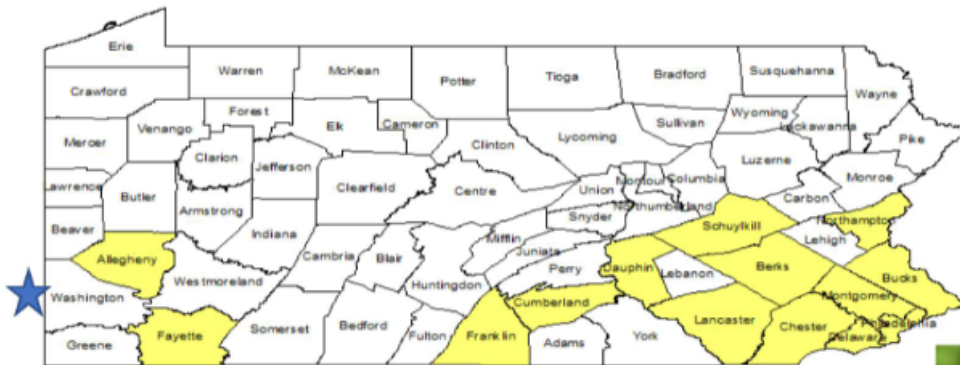 Erie
Warren
McKean
Potter
Tioga
Bradford
Susquehanna
Wayne
Crawford
Forest
Elk
Cameron
Sullivan
Wyoming
Lackawanna
Pike
Mercer
Venango
Clarion
Jefferson
Clinton
Lycoming
Luzerne
Monroe
Lawrence
Butler
Armstrong
Clearfield
Centre
Union
Montour
Columbia
Carbon
Northumberland
Snyder
Northampton
Beaver
Indiana
Mifflin
Juniata
Schuylkill
Lehigh
Allegheny
Cambria
Blair
Perry
Dauphin
Lebanon
Berks
Bucks
Washington
Westmoreland
Huntingdon
Cumberland
Montgomery
Greene
Fayette
Somerset
Bedford
Fulton
Franklin
Adams
York
Lancaster
Chester
Delaware
Philadelphia